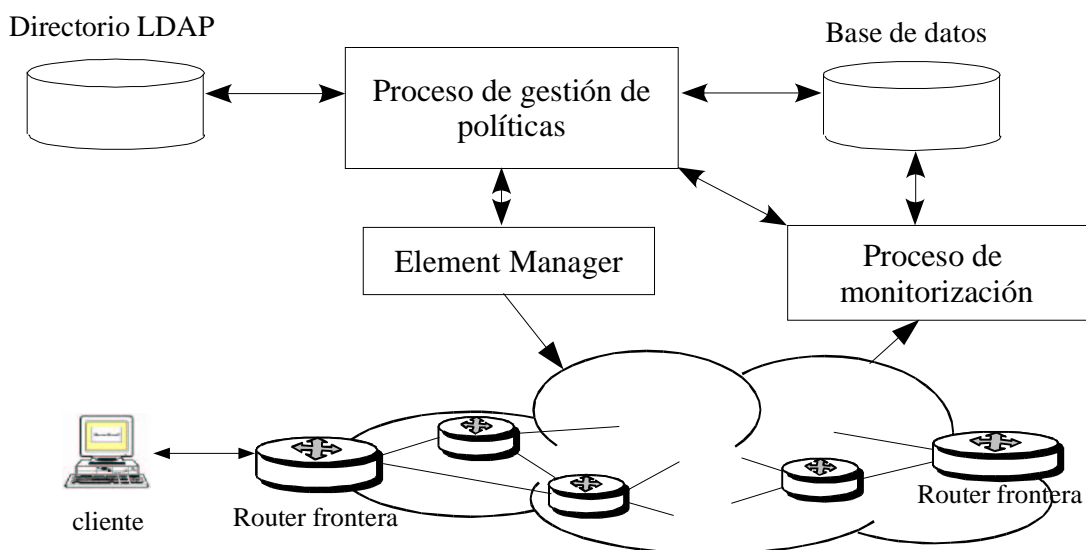 Directorio LDAP
Base de datos
Proceso de gestión de
políticas
Element Manager
Proceso de
monitorización
cliente
Router frontera
Router frontera